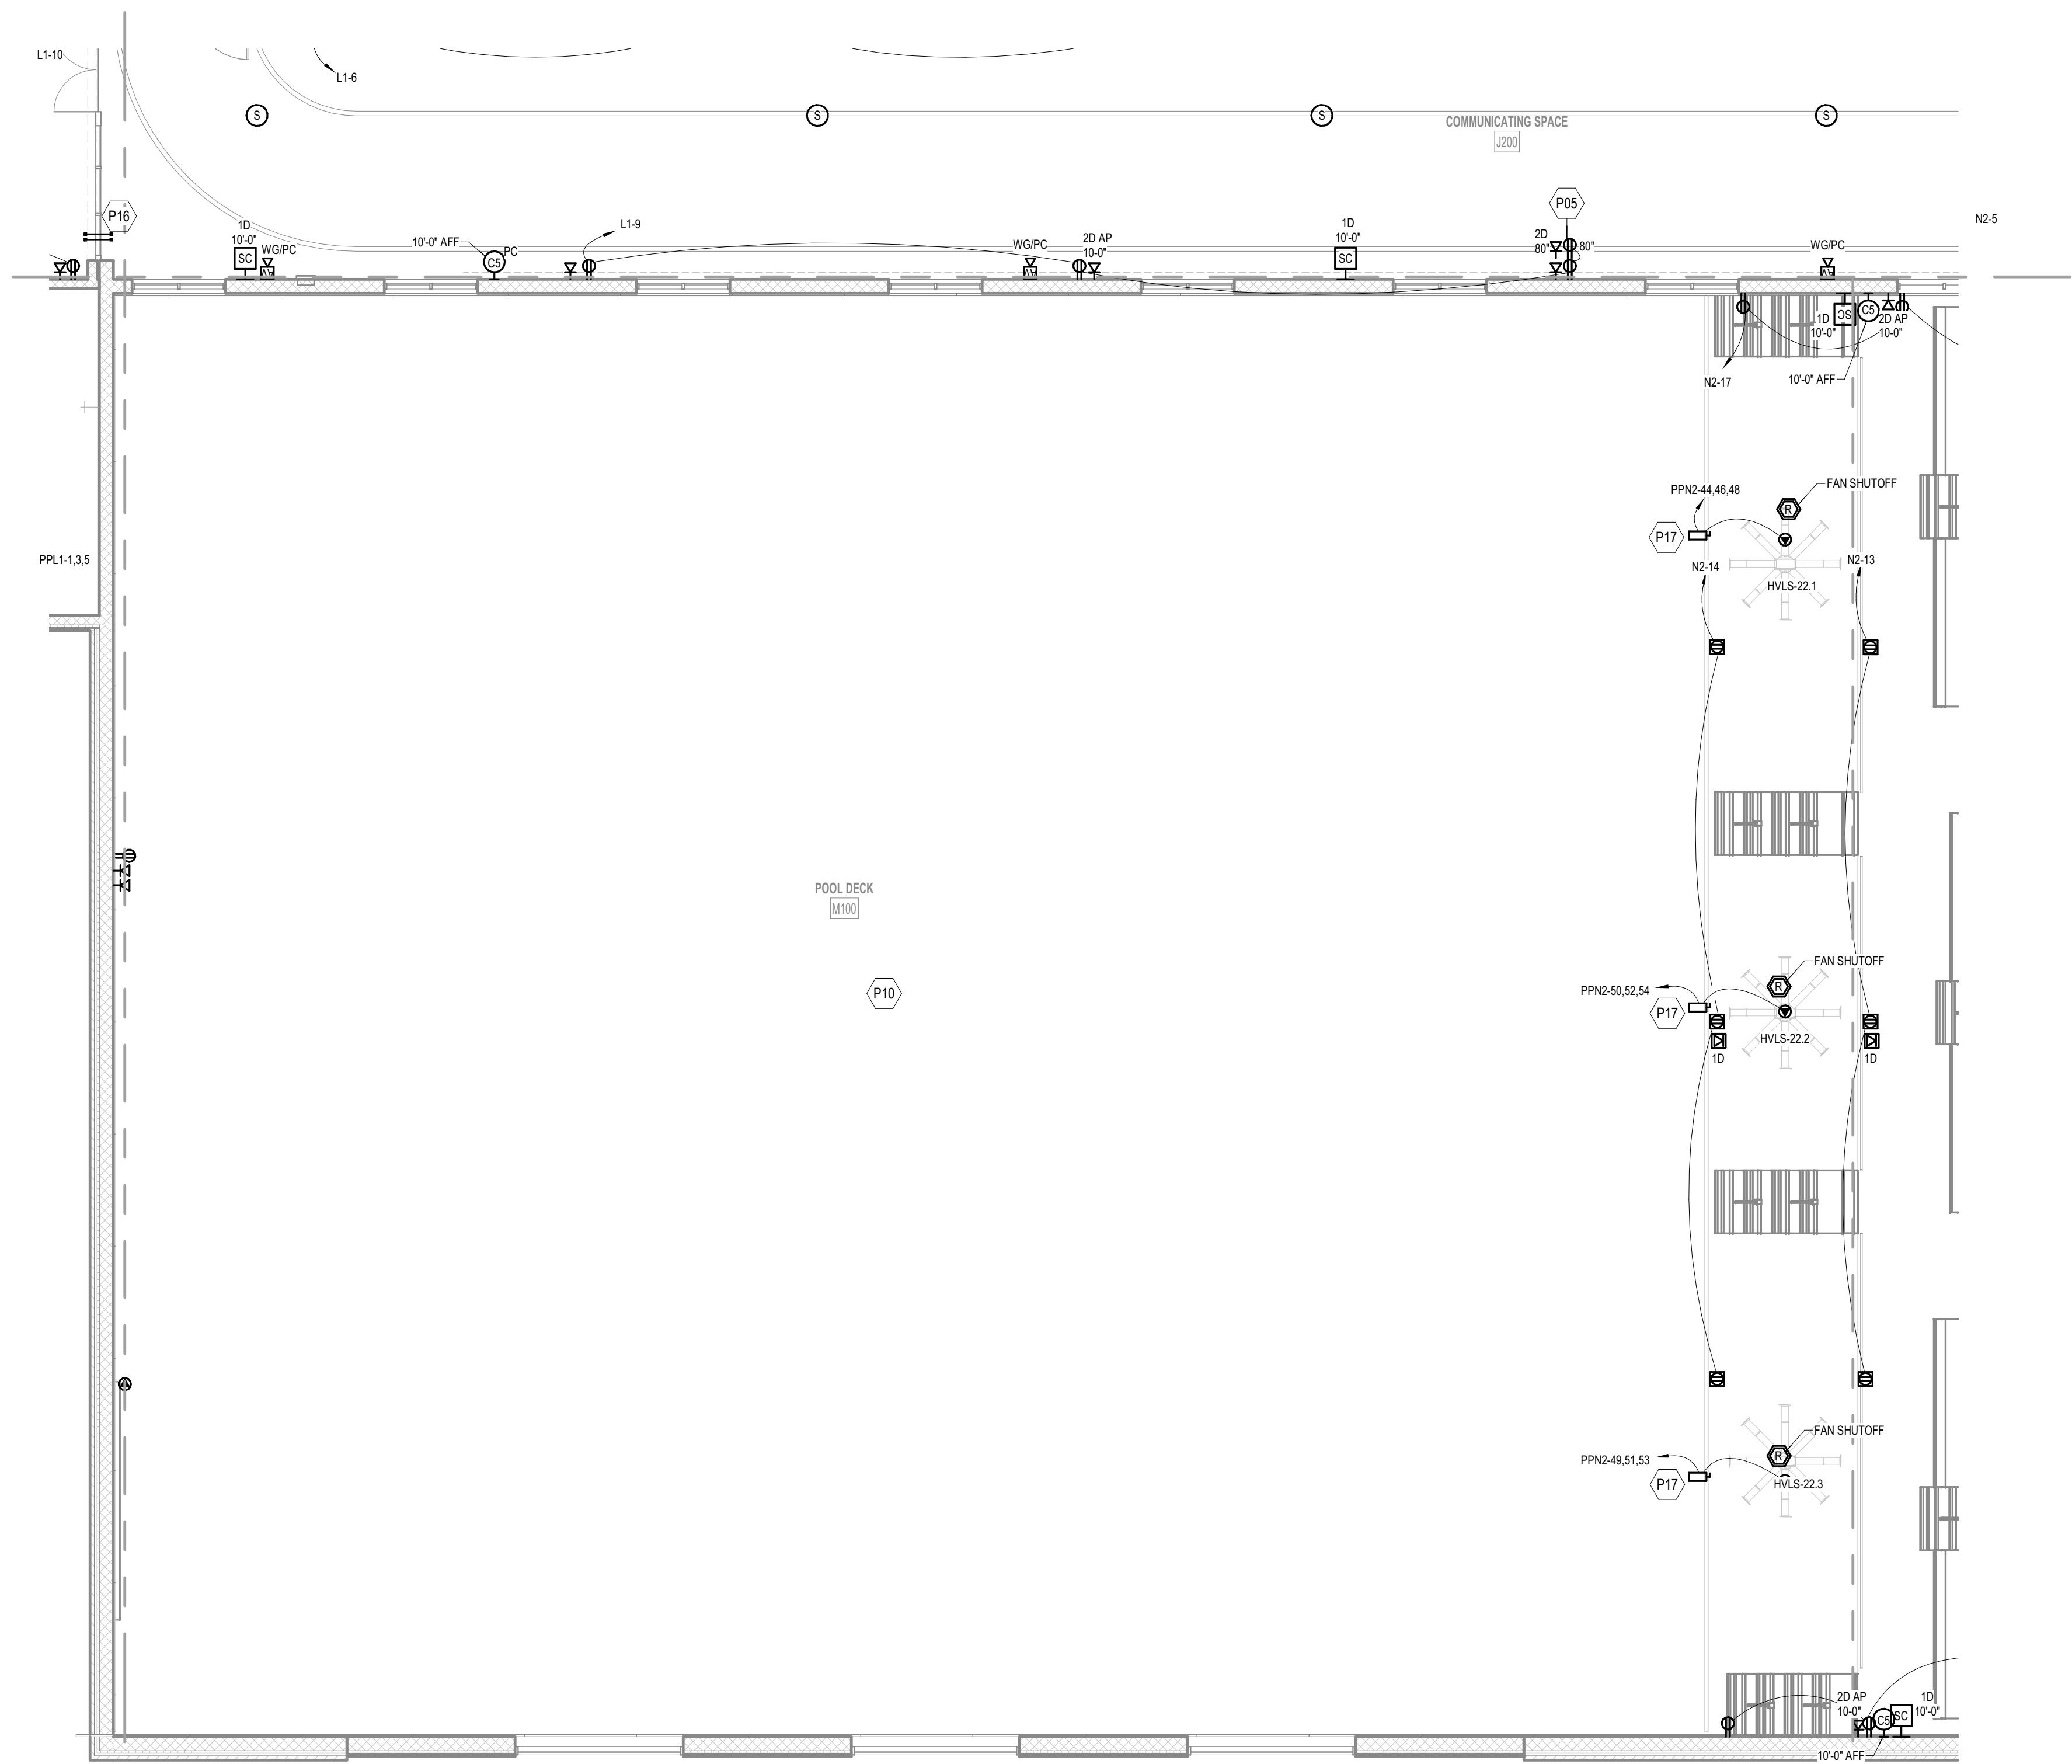 L1-10
L1-6
S
S
S
S
COMMUNICATING SPACE
J200
P16
P05
N2-5
L1-9
1D
10'-0"
SC
WG/PC
10'-0" AFF
C5
PC
WG/PC
2D AP
10-0"
1D
10'-0"
SC
2D
80"
80"
WG/PC
1D
10'-0"
SC
C5
2D AP
10-0"
N2-17
10'-0" AFF
PPN2-44,46,48
R
FAN SHUTOFF
P17
PPL1-1,3,5
N2-14
N2-13
HVLS-22.1
POOL DECK
M100
P10
FAN SHUTOFF
R
PPN2-50,52,54
P17
HVLS-22.2
1D
1D
FAN SHUTOFF
R
PPN2-49,51,53
P17
HVLS-22.3
2D AP
10-0"
1D
10'-0"
C5
SC
10'-0" AFF